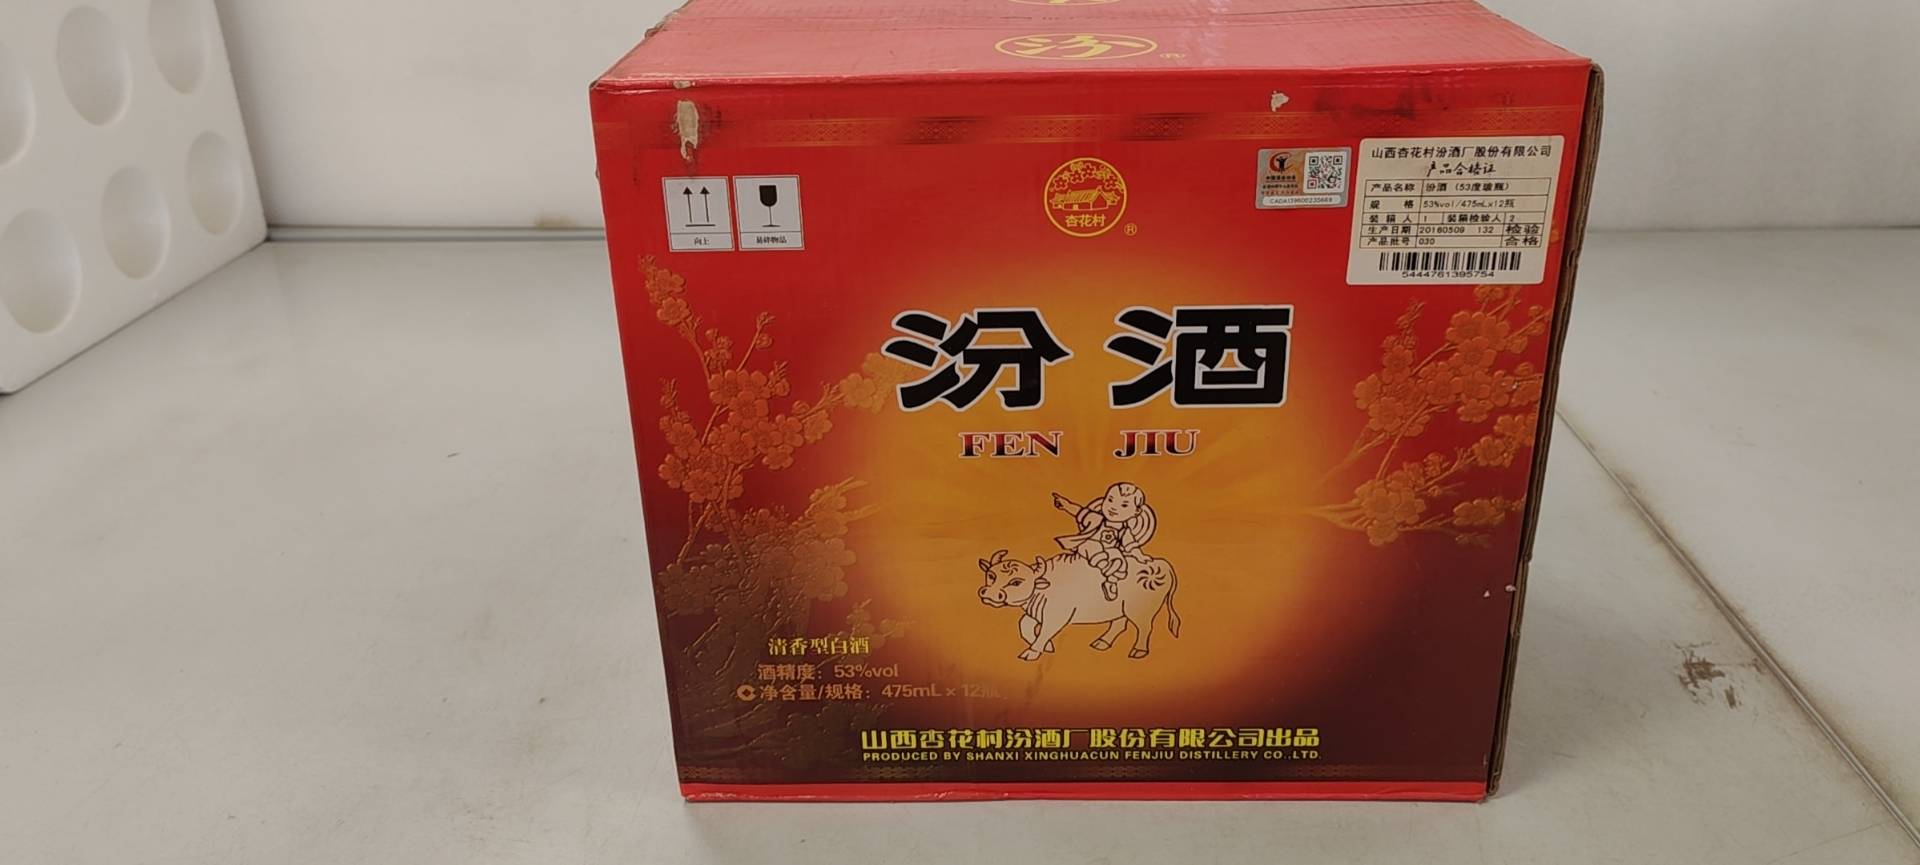 汾
®
山西杏花村汾酒厂股份有限公司
产品合格证
产品名称 汾酒 (53度玻瓶)
规 格 53%vol/475mL×12瓶
装箱人 1 装箱检验人 2
生产日期 20160509 132 检验
产品批号 030 合格
5444761395754
CADA139600235669
向上
易碎物品
杏花村
®
汾酒
FEN JIU
清香型白酒
酒精度: 53%vol
净含量/规格: 475mL×12瓶
山西杏花村汾酒厂股份有限公司出品
PRODUCED BY SHANXI XINGHUACUN FENJIU DISTILLERY CO.,LTD.